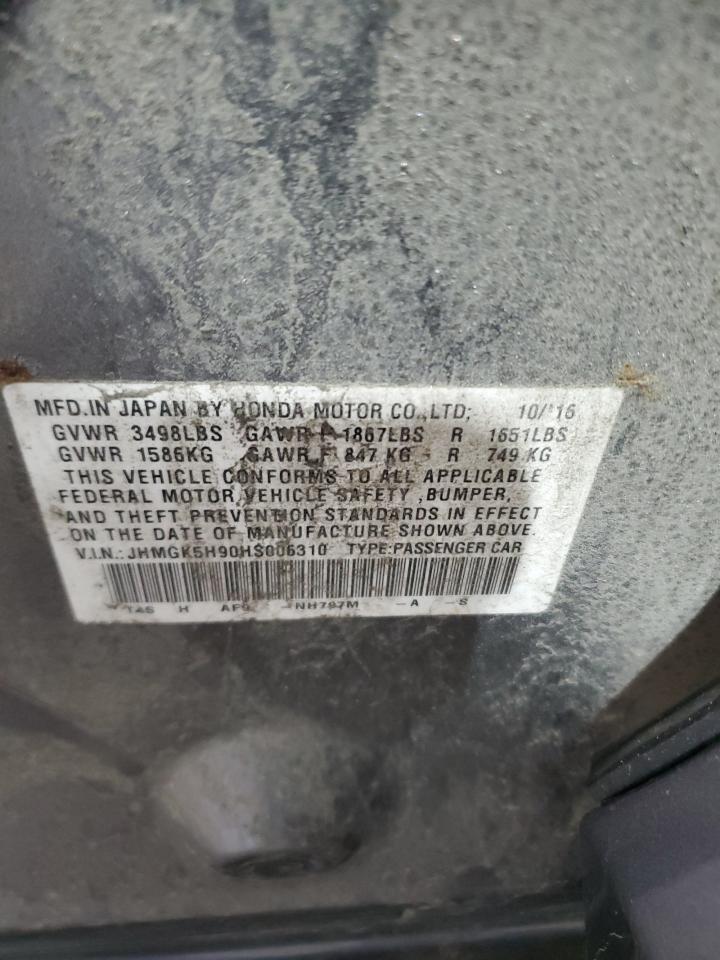 MFD.IN JAPAN BY HONDA MOTOR CO.,LTD; 10/'16
GVWR 3498LBS GAWR F 1867LBS R 1651LBS
GVWR 1586KG GAWR F 847 KG R 749 KG
THIS VEHICLE CONFORMS TO ALL APPLICABLE
FEDERAL MOTOR VEHICLE SAFETY ,BUMPER,
AND THEFT PREVENTION STANDARDS IN EFFECT
ON THE DATE OF MANUFACTURE SHOWN ABOVE.
V.I.N.: JHMGK5H90HS006310 TYPE:PASSENGER CAR
H NH797M -A -S